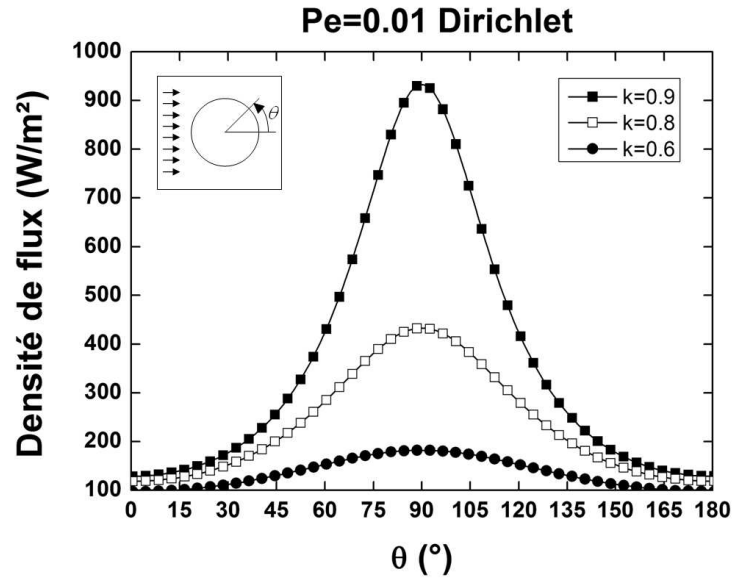 Pe=0.01 Dirichlet
Densité de flux (W/m²)
1000
900
800
700
600
500
400
300
200
100
θ
k=0.9
k=0.8
k=0.6
0 15 30 45 60 75 90 105 120 135 150 165 180
θ (°)